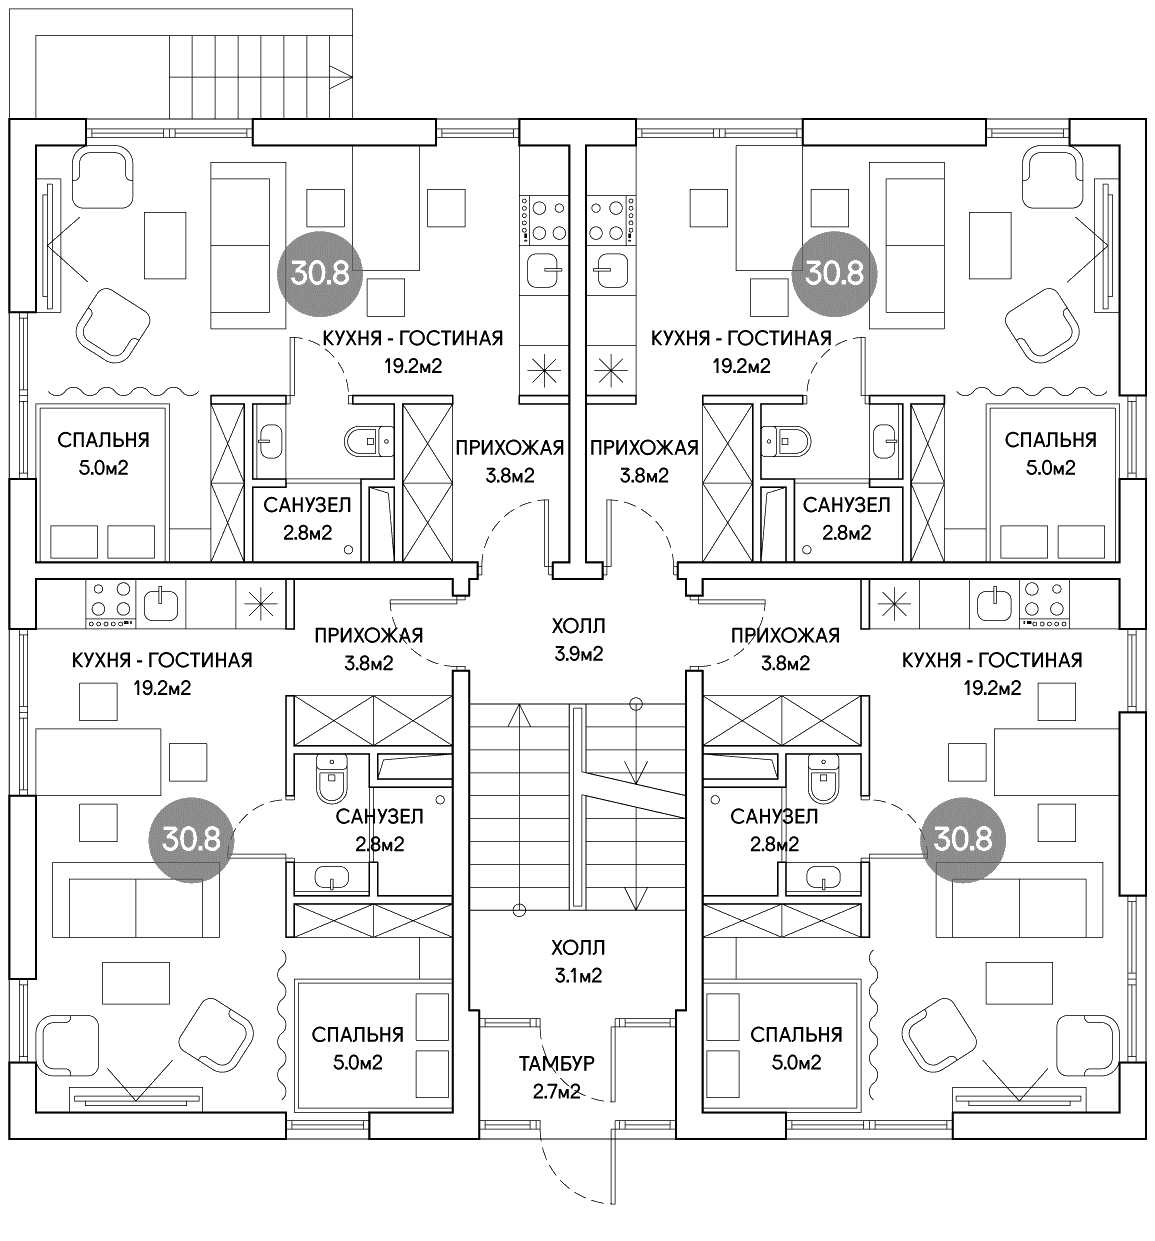 30.8
30.8
КУХНЯ - ГОСТИНАЯ
19.2м2
КУХНЯ - ГОСТИНАЯ
19.2м2
СПАЛЬНЯ
5.0м2
ПРИХОЖАЯ
3.8м2
ПРИХОЖАЯ
3.8м2
СПАЛЬНЯ
5.0м2
САНУЗЕЛ
2.8м2
САНУЗЕЛ
2.8м2
ПРИХОЖАЯ
3.8м2
ХОЛЛ
3.9м2
ПРИХОЖАЯ
3.8м2
КУХНЯ - ГОСТИНАЯ
19.2м2
КУХНЯ - ГОСТИНАЯ
19.2м2
30.8
САНУЗЕЛ
2.8м2
САНУЗЕЛ
2.8м2
30.8
ХОЛЛ
3.1м2
СПАЛЬНЯ
5.0м2
ТАМБУР
2.7м2
СПАЛЬНЯ
5.0м2